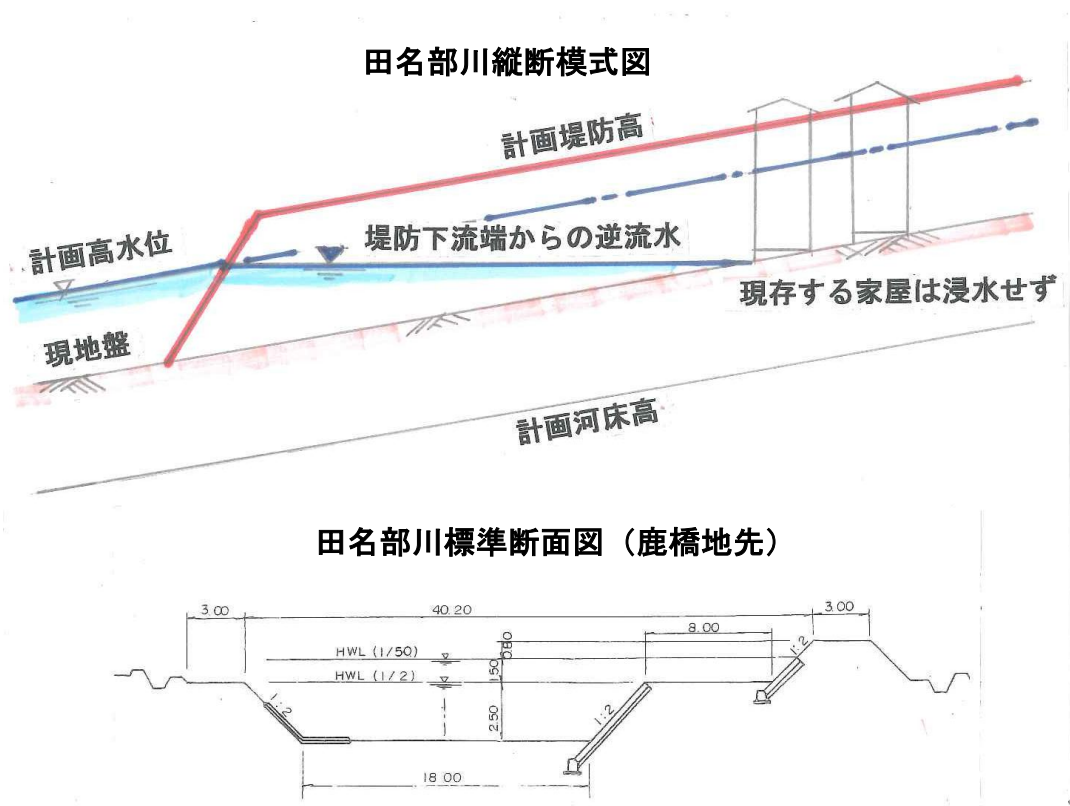 田名部川縦断模式図
計画堤防高
計画高水位
堤防下流端からの逆流水
現存する家屋は浸水せず
現地盤
計画河床高
田名部川標準断面図（鹿橋地先）
3.00
40.20
3.00
8.00
0.80
1:2
HWL (1/50)
1.50
HWL (1/2)
1:2
2.50
1:2
18.00